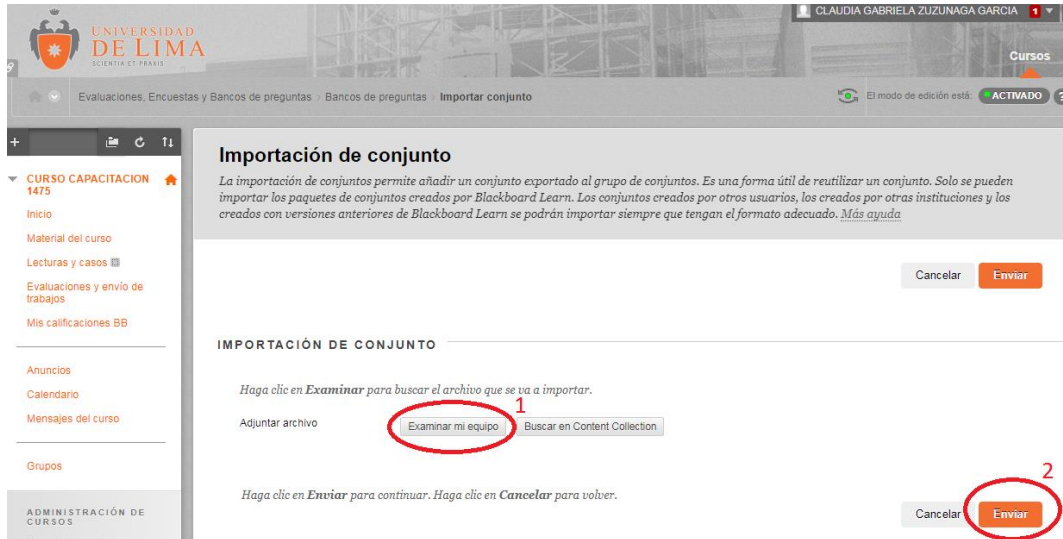 CLAUDIA GABRIELA ZUZUNAGA GARCIA 1
UNIVERSIDAD
DE LIMA
SCIENTIA ET PRAXIS
Cursos
Evaluaciones, Encuestas y Bancos de preguntas › Bancos de preguntas › Importar conjunto
El modo de edición está: ACTIVADO ?
+
CURSO CAPACITACION
1475
Inicio
Material del curso
Lecturas y casos
Evaluaciones y envío de
trabajos
Mis calificaciones BB
Anuncios
Calendario
Mensajes del curso
Grupos
ADMINISTRACIÓN DE
CURSOS
Importación de conjunto
La importación de conjuntos permite añadir un conjunto exportado al grupo de conjuntos. Es una forma útil de reutilizar un conjunto. Solo se pueden
importar los paquetes de conjuntos creados por Blackboard Learn. Los conjuntos creados por otros usuarios, los creados por otras instituciones y los
creados con versiones anteriores de Blackboard Learn se podrán importar siempre que tengan el formato adecuado. Más ayuda
Cancelar Enviar
IMPORTACIÓN DE CONJUNTO
Haga clic en Examinar para buscar el archivo que se va a importar.
1
Adjuntar archivo Examinar mi equipo Buscar en Content Collection
2
Haga clic en Enviar para continuar. Haga clic en Cancelar para volver.
Cancelar Enviar